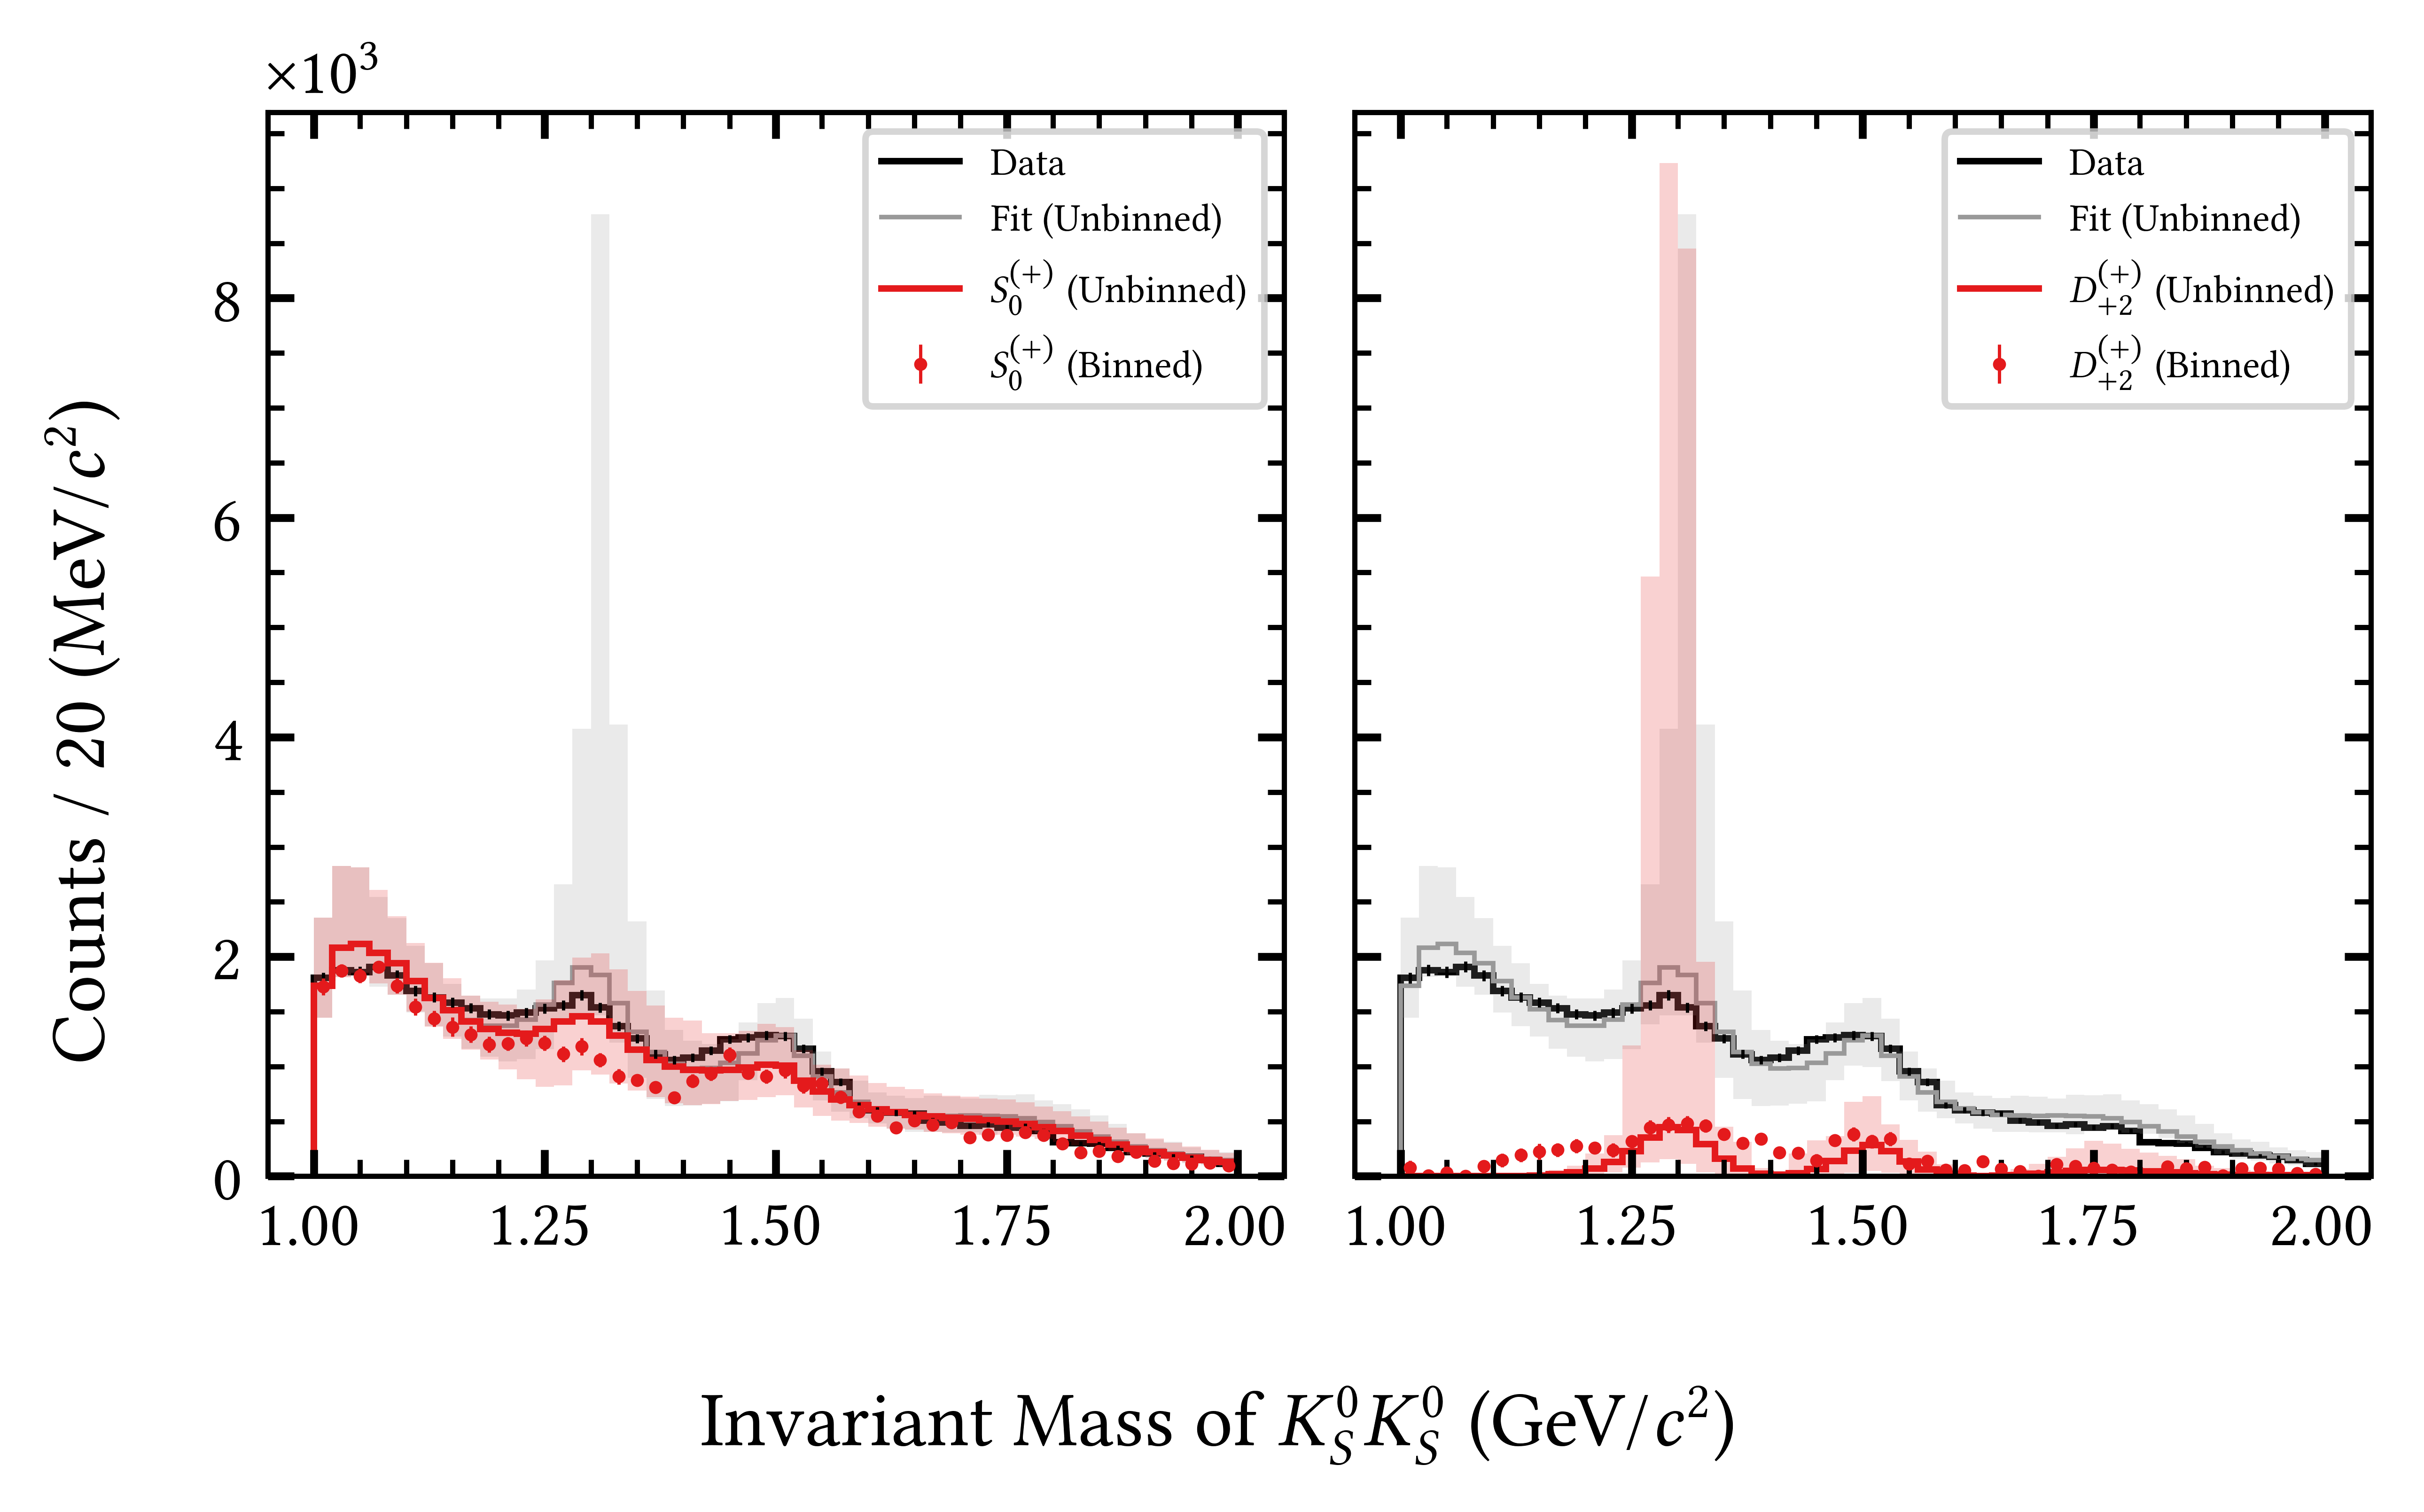 ×10³
Counts / 20 (MeV/c²)
8
6
4
2
0
Data
Fit (Unbinned)
S₀⁽⁺⁾ (Unbinned)
S₀⁽⁺⁾ (Binned)
1.00 1.25 1.50 1.75 2.00
Data
Fit (Unbinned)
D₊₂⁽⁺⁾ (Unbinned)
D₊₂⁽⁺⁾ (Binned)
1.00 1.25 1.50 1.75 2.00
Invariant Mass of K⁰_S K⁰_S (GeV/c²)